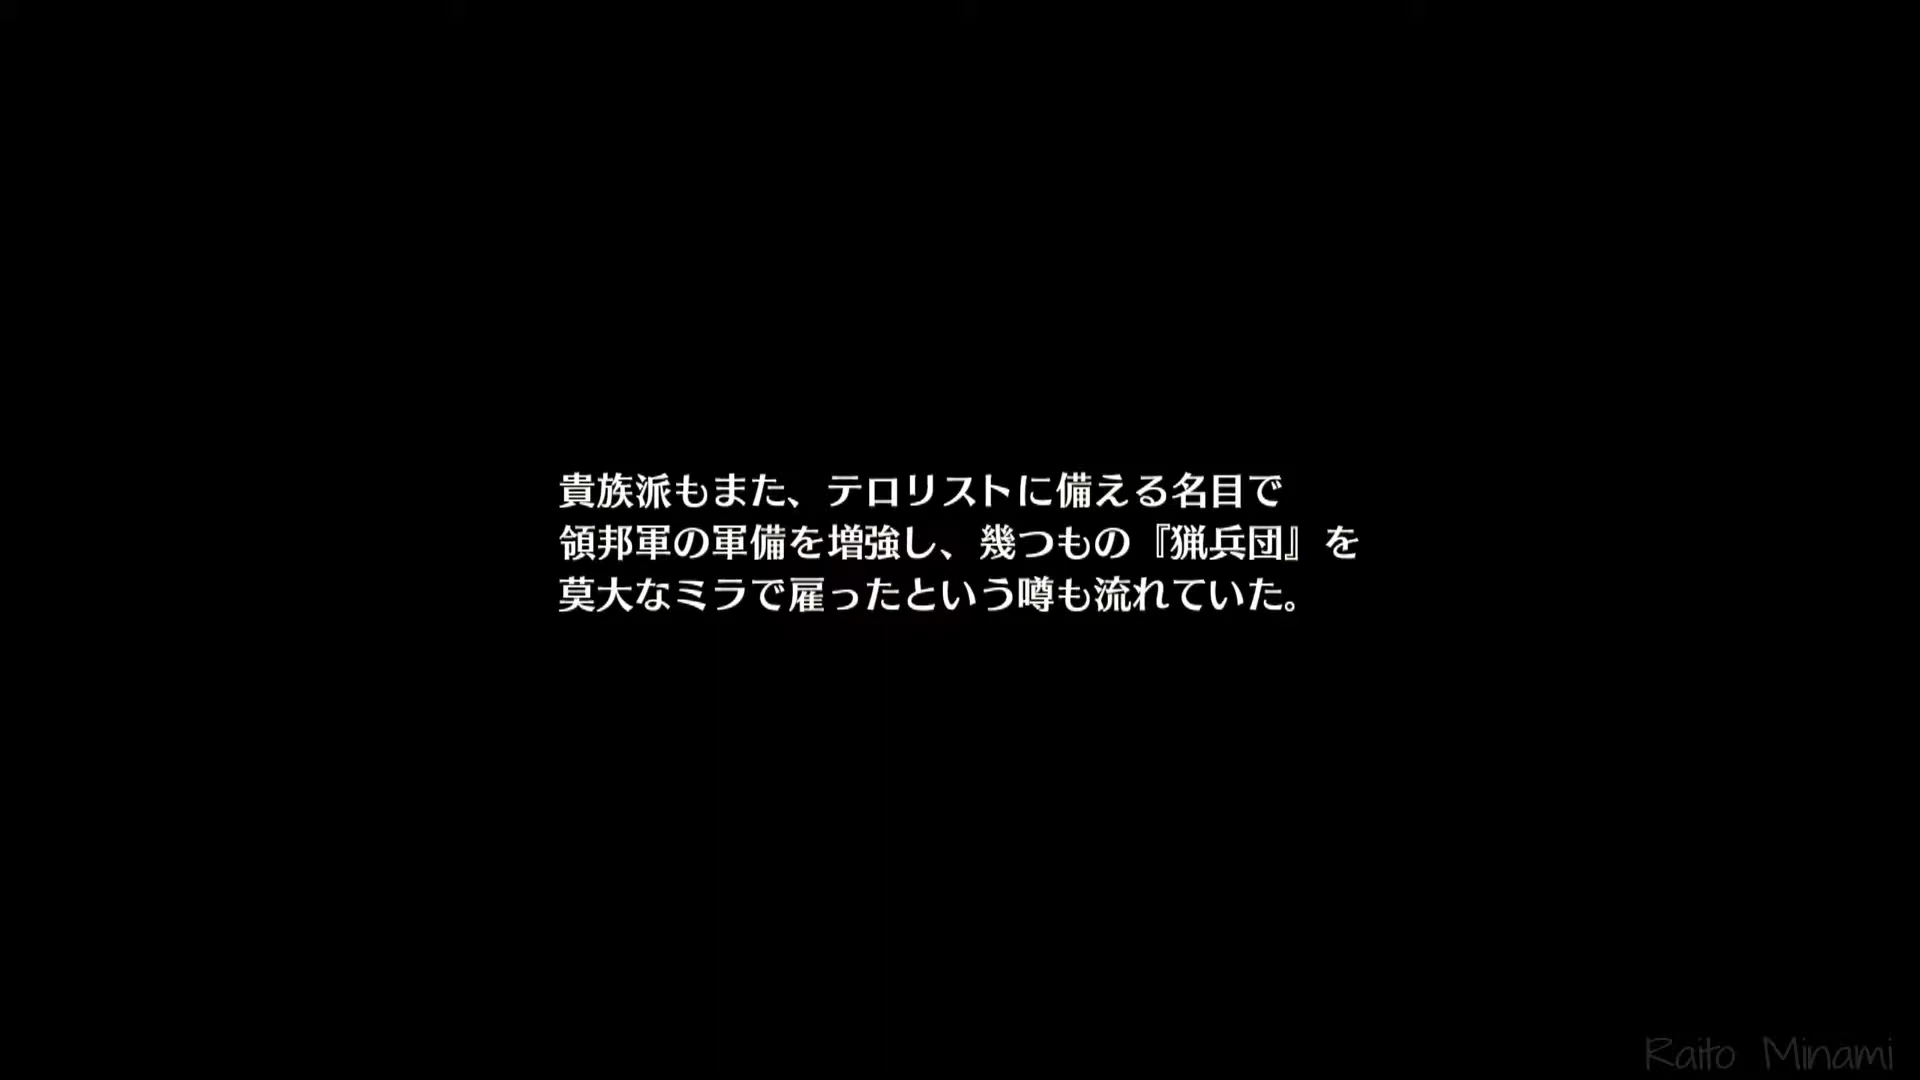 貴族派もまた、テロリストに備える名目で
領邦軍の軍備を増強し、幾つもの『猟兵団』を
莫大なミラで雇ったという噂も流れていた。
Raito Minami